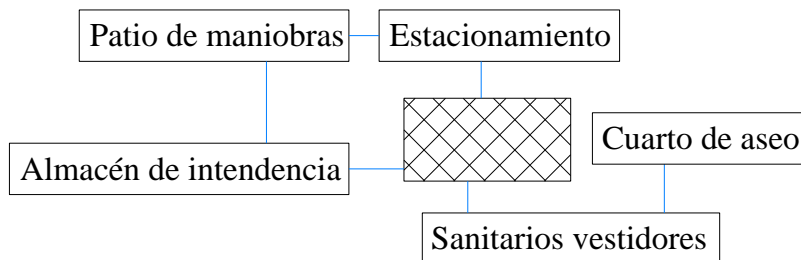 Patio de maniobras
Estacionamiento
Cuarto de aseo
Almacén de intendencia
Sanitarios vestidores